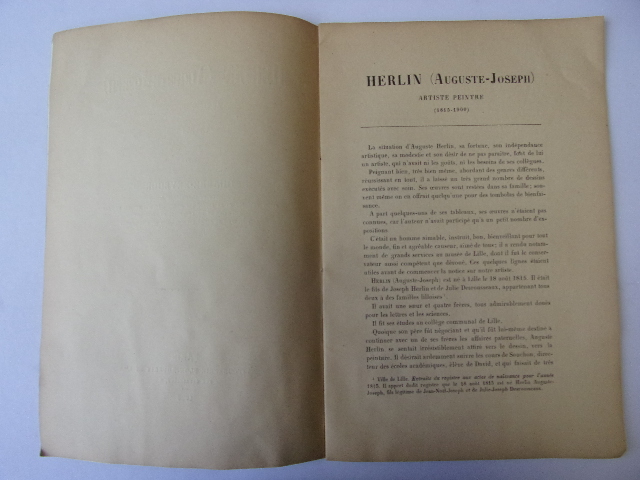 HERLIN (AUGUSTE-JOSEPH)
ARTISTE PEINTRE
(1815-1900)
La situation d'Auguste Herlin, sa fortune, son indépendance
artistique, sa modestie et son désir de ne pas paraître, font de lui
un artiste, qui n'avait ni les goûts, ni les besoins de ses collègues.
Peignant bien, très bien même, abordant des genres différents,
réussissant en tout, il a laissé un très grand nombre de dessins
exécutés avec soin. Ses œuvres sont restées dans sa famille; sou-
vent même on en offrait quelqu'une pour des tombolas de bienfai-
sance.
A part quelques-uns de ses tableaux, ses œuvres n'étaient pas
connues, car l'auteur n'avait participé qu'à un petit nombre d'ex-
positions.
C'était un homme aimable, instruit, bon, bienveillant pour tout
le monde, fin et agréable causeur, aimé de tous; il a rendu notam-
ment de grands services au musée de Lille, dont il fut le conser-
vateur aussi compétent que dévoué. Ces quelques lignes étaient
utiles avant de commencer la notice sur notre artiste.
HERLIN (Auguste-Joseph) est né à Lille le 18 août 1815. Il était
le fils de Joseph Herlin et de Julie Descousseaux, appartenant tous
deux à des familles lilloises¹.
Il avait une sœur et quatre frères, tous admirablement doués
pour les lettres et les sciences.
Il fit ses études au collège communal de Lille.
Quoique son père fût négociant et qu'il fût lui-même destiné à
continuer avec un de ses frères les affaires paternelles, Auguste
Herlin se sentait irrésistiblement attiré vers le dessin, vers la
peinture. Il désirait ardemment suivre les cours de Souchon, direc-
teur des écoles académiques, élève de David, et qui faisait de très
¹ Ville de Lille. Extraits du registre aux actes de naissance pour l'année
1815. Il appert dudit registre que le 18 août 1815 est né Herlin Auguste-
Joseph, fils légitime de Jean-Noël-Joseph et de Julie-Joseph Descousseaux.